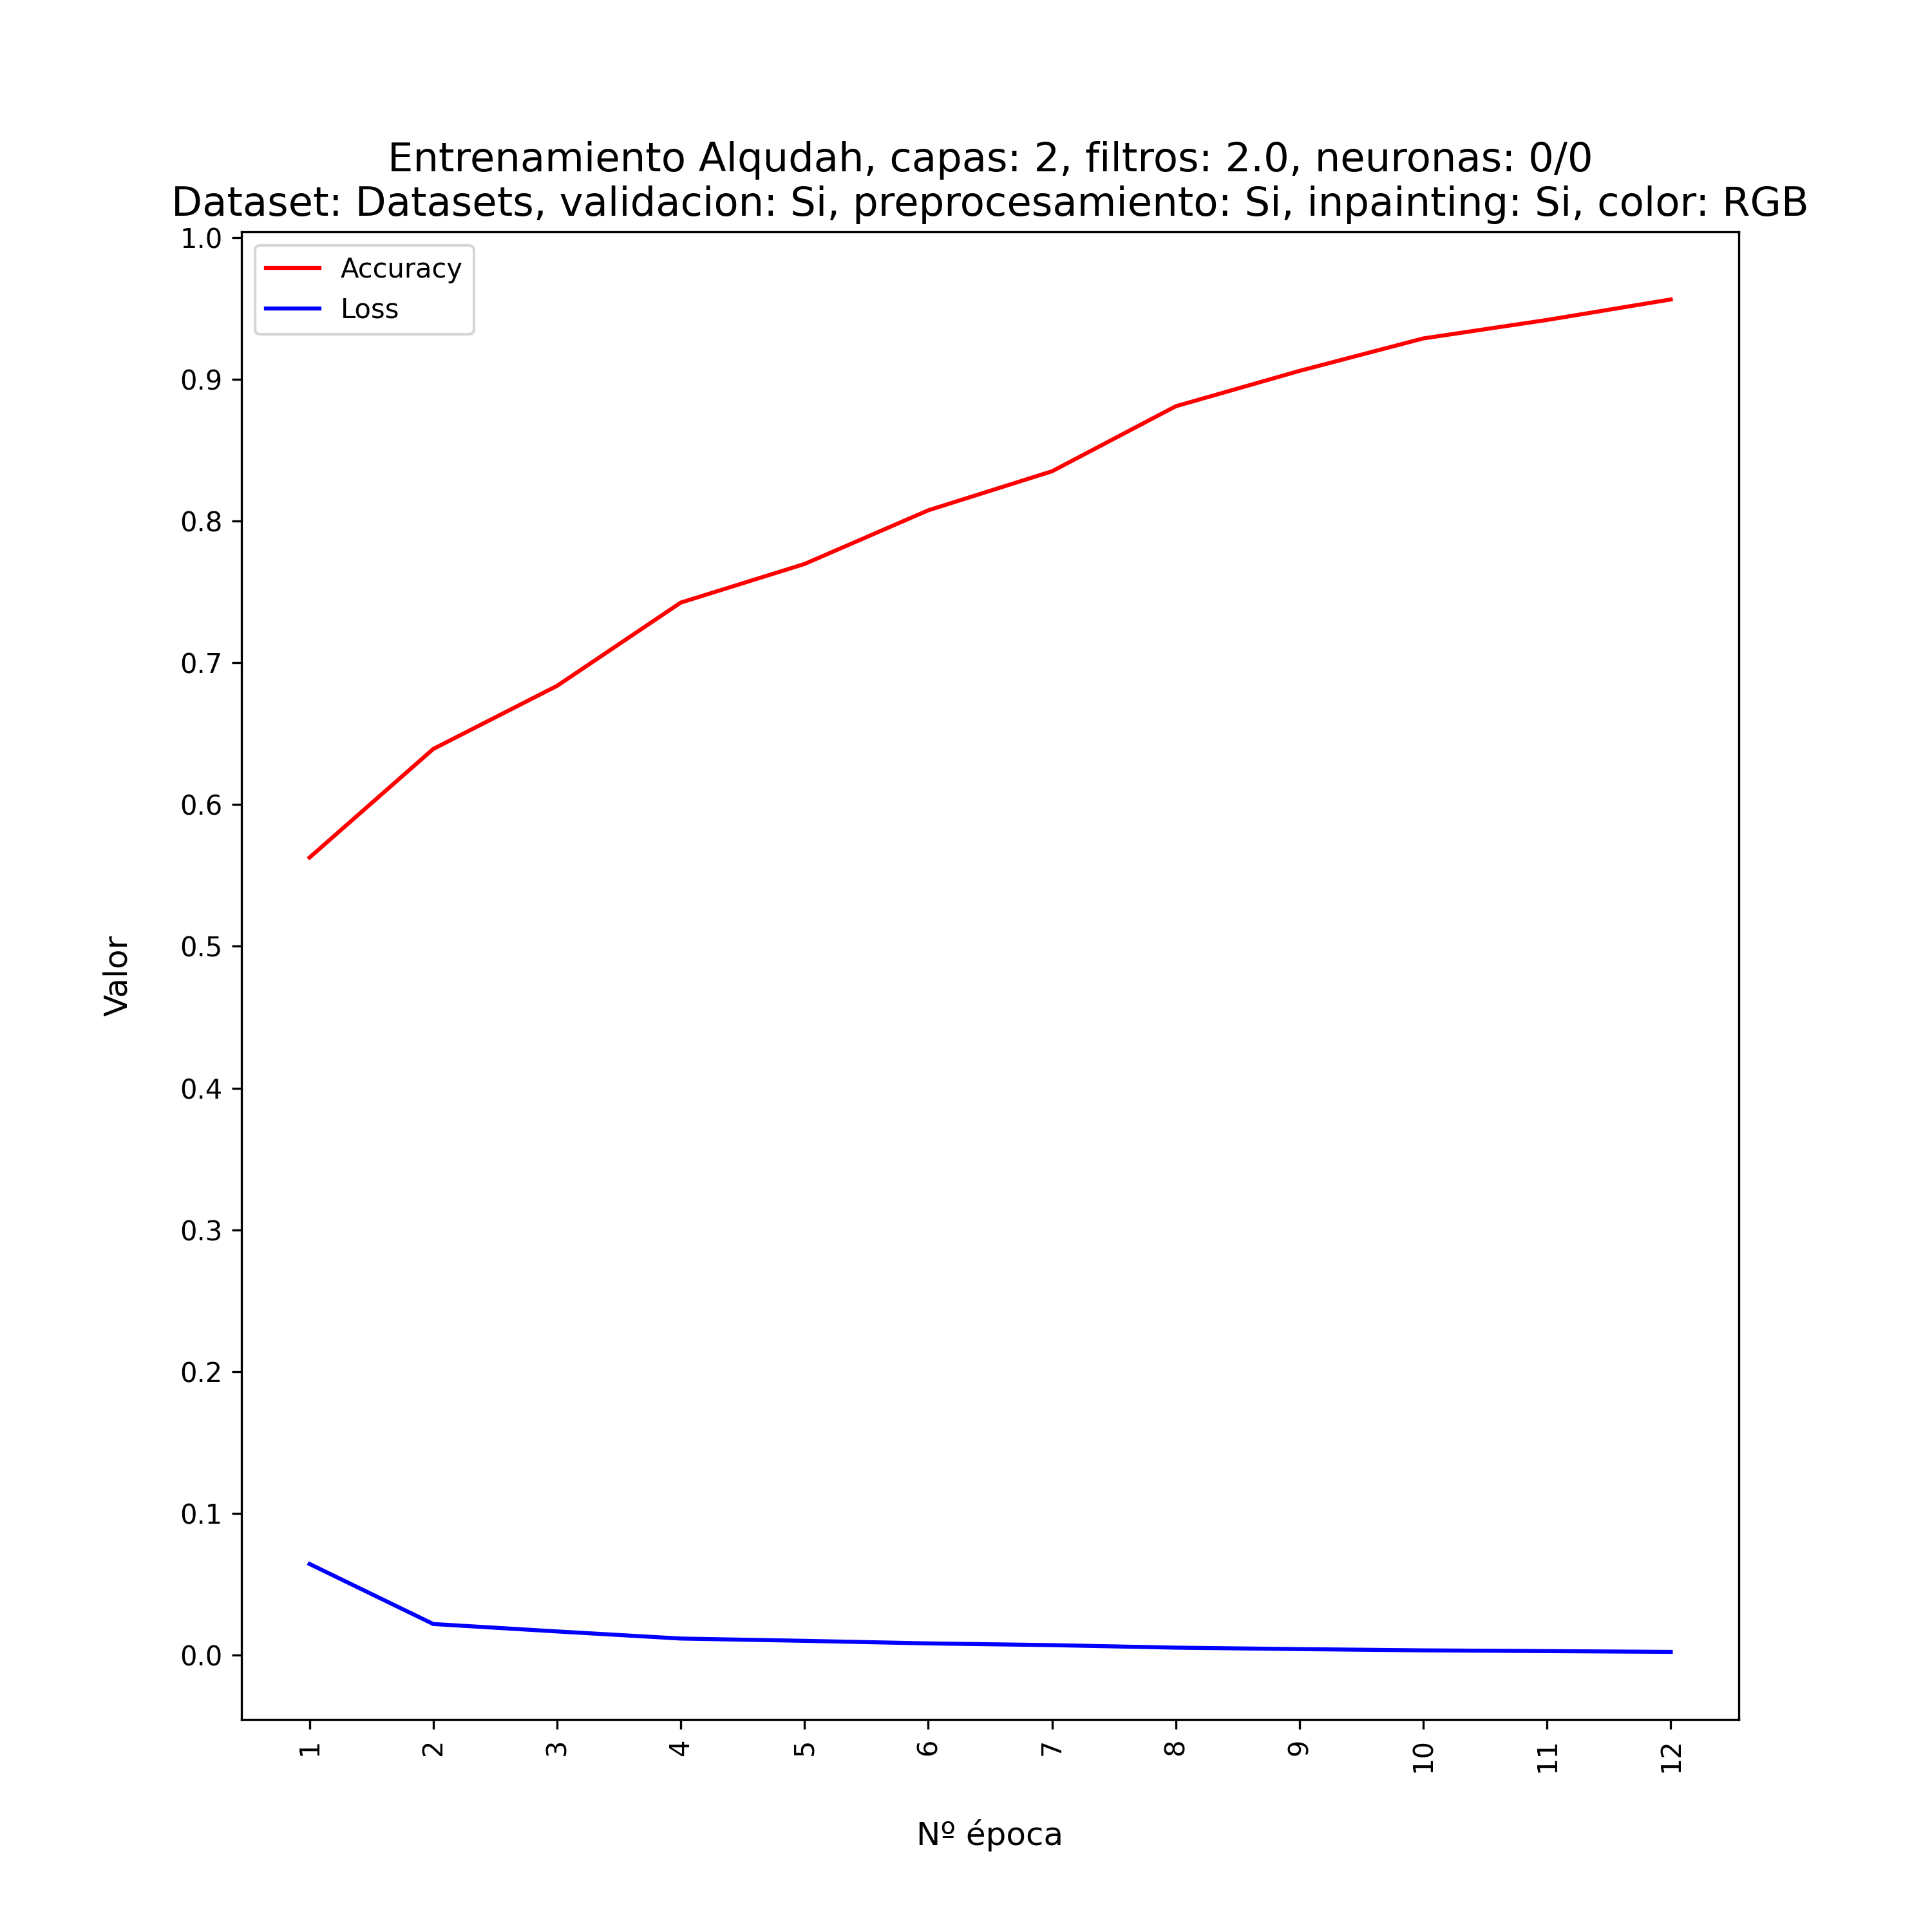 Entrenamiento Alqudah, capas: 2, filtros: 2.0, neuronas: 0/0
Dataset: Datasets, validacion: Si, preprocesamiento: Si, inpainting: Si, color: RGB
Accuracy
Loss
1.0
0.9
0.8
0.7
0.6
0.5
0.4
0.3
0.2
0.1
0.0
Valor
1 2 3 4 5 6 7 8 9 10 11 12
Nº época